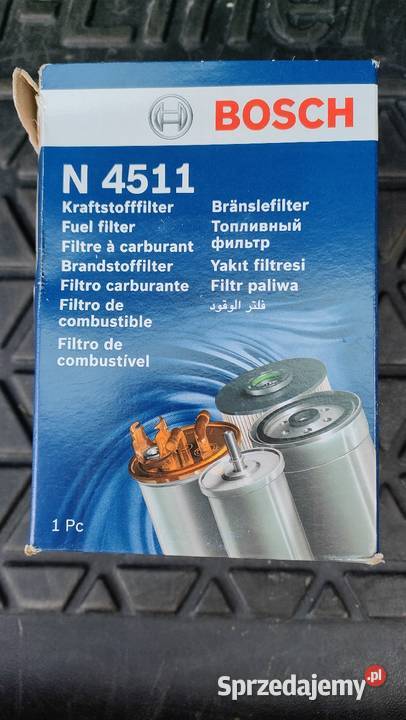 BOSCH
N 4511
Kraftstofffilter
Fuel filter
Filtre à carburant
Brandstoffilter
Filtro carburante
Filtro de
combustible
Filtro de
combustível
Bränslefilter
Топливный
фильтр
Yakıt filtresi
Filtr paliwa
فلتر الوقود
1 Pc
Sprzedajemy.pl